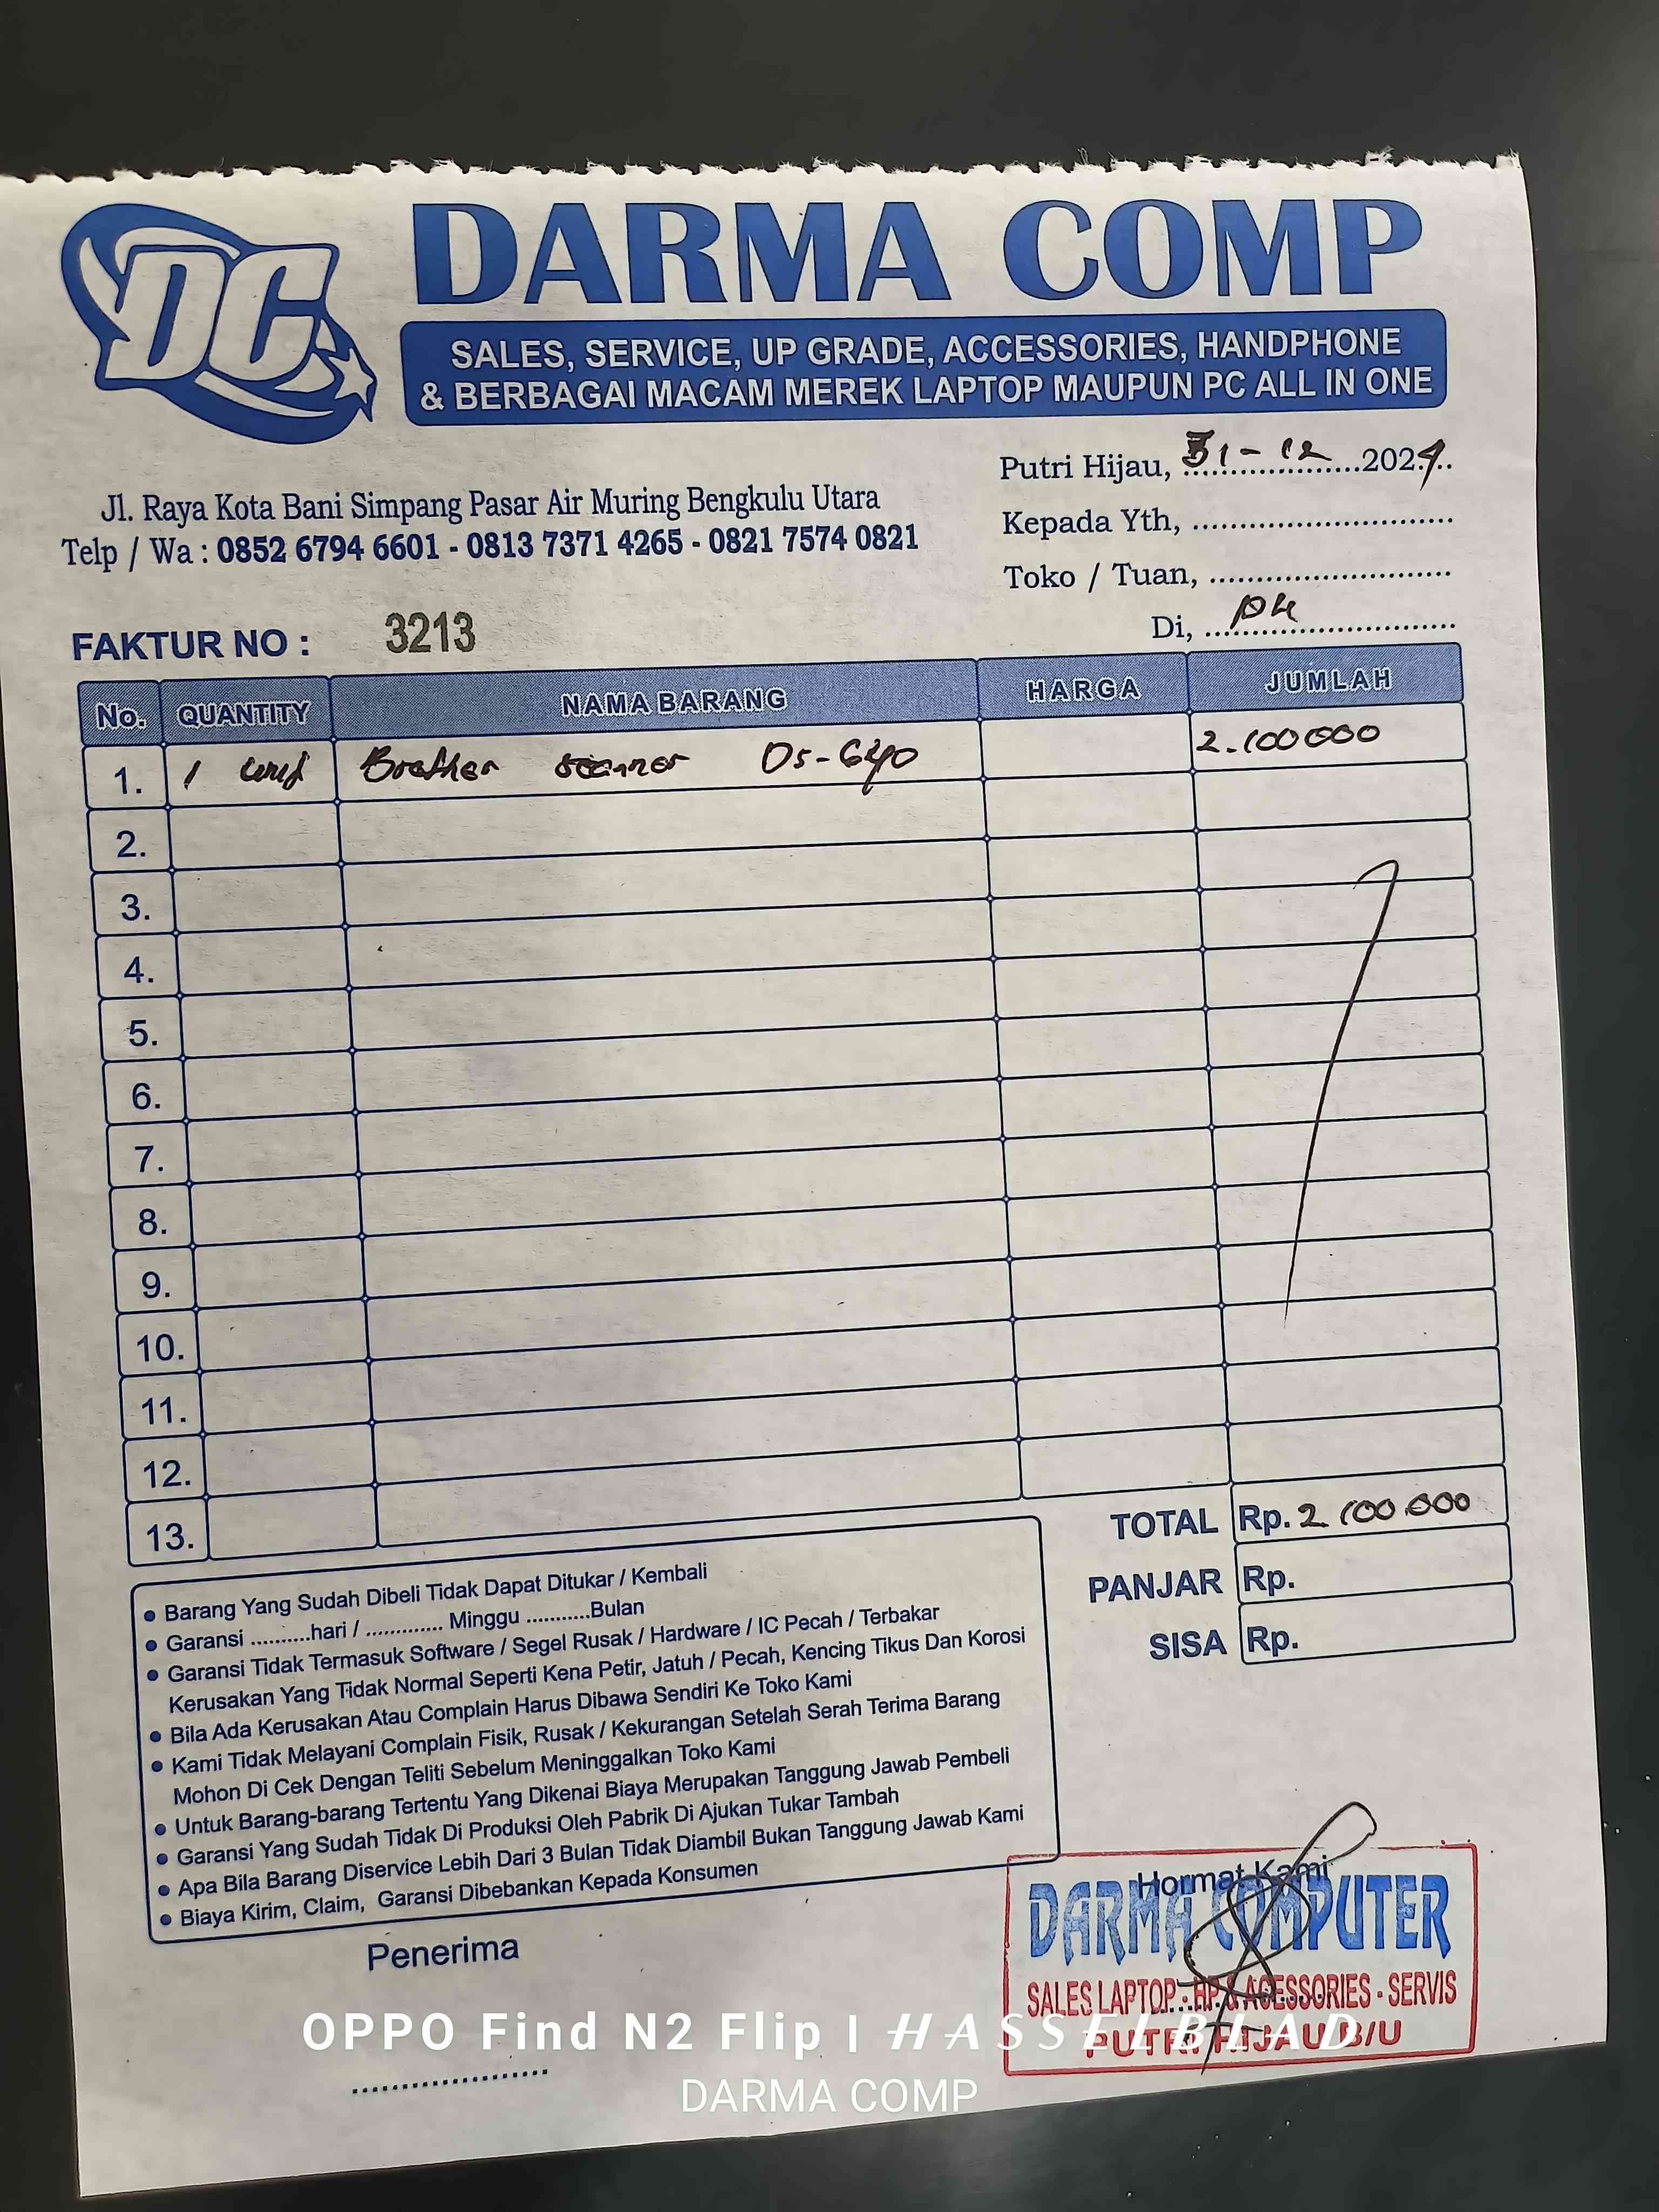 DC
DARMA COMP
SALES, SERVICE, UP GRADE, ACCESSORIES, HANDPHONE
& BERBAGAI MACAM MEREK LAPTOP MAUPUN PC ALL IN ONE
Jl. Raya Kota Bani Simpang Pasar Air Muring Bengkulu Utara
Telp / Wa : 0852 6794 6601 - 0813 7371 4265 - 0821 7574 0821
Putri Hijau, 31-12 2024
Kepada Yth, ..............................
Toko / Tuan, ..............................
Di, ..............................
FAKTUR NO : 3213
No. QUANTITY NAMA BARANG HARGA JUMLAH
1. 1 unit Brother scanner Ds-640 2.100000
2.
3.
4.
5.
6.
7.
8.
9.
10.
11.
12.
13.
TOTAL Rp. 2.100.000
PANJAR Rp.
SISA Rp.
• Barang Yang Sudah Dibeli Tidak Dapat Ditukar / Kembali
• Garansi ..........hari / ............. Minggu ...........Bulan
• Garansi Tidak Termasuk Software / Segel Rusak / Hardware / IC Pecah / Terbakar
Kerusakan Yang Tidak Normal Seperti Kena Petir, Jatuh / Pecah, Kencing Tikus Dan Korosi
• Bila Ada Kerusakan Atau Complain Harus Dibawa Sendiri Ke Toko Kami
• Kami Tidak Melayani Complain Fisik, Rusak / Kekurangan Setelah Serah Terima Barang
Mohon Di Cek Dengan Teliti Sebelum Meninggalkan Toko Kami
• Untuk Barang-barang Tertentu Yang Dikenai Biaya Merupakan Tanggung Jawab Pembeli
• Garansi Yang Sudah Tidak Di Produksi Oleh Pabrik Di Ajukan Tukar Tambah
• Apa Bila Barang Diservice Lebih Dari 3 Bulan Tidak Diambil Bukan Tanggung Jawab Kami
• Biaya Kirim, Claim, Garansi Dibebankan Kepada Konsumen
Penerima
Hormat Kami
DARMA COMPUTER
SALES LAPTOP - HP & ACESSORIES - SERVIS
PUTRI HIJAU B/U
OPPO Find N2 Flip | HASSELBLAD
DARMA COMP